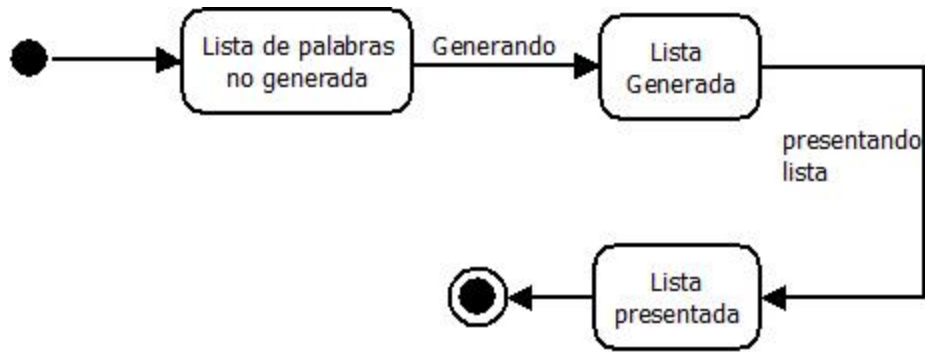 Lista de palabras
no generada
Generando
Lista
Generada
presentando
lista
Lista
presentada